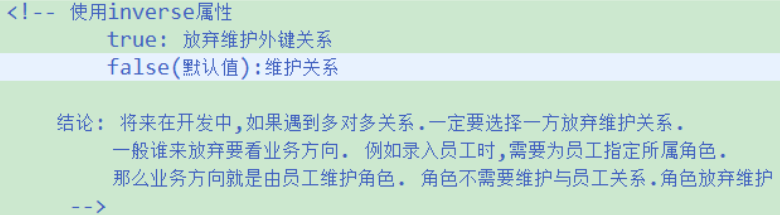 <!-- 使用inverse属性
true: 放弃维护外键关系
false(默认值):维护关系
结论: 将来在开发中,如果遇到多对多关系.一定要选择一方放弃维护关系.
一般谁来放弃要看业务方向. 例如录入员工时,需要为员工指定所属角色.
那么业务方向就是由员工维护角色. 角色不需要维护与员工关系.角色放弃维护
-->